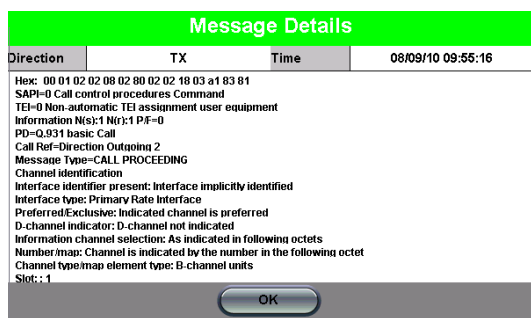 Message Details
Direction TX Time 08/09/10 09:55:16
Hex: 00 01 02 02 08 02 80 02 02 18 03 a1 83 81
SAPI=0 Call control procedures Command
TEI=0 Non-automatic TEI assignment user equipment
Information N(s):1 N(r):1 P/F=0
PD=Q.931 basic Call
Call Ref=Direction Outgoing 2
Message Type=CALL PROCEEDING
Channel identification
Interface identifier present: Interface implicitly identified
Interface type: Primary Rate Interface
Preferred/Exclusive: Indicated channel is preferred
D-channel indicator: D-channel not indicated
Information channel selection: As indicated in following octets
Number/map: Channel is indicated by the number in the following octet
Channel type/map element type: B-channel units
Slot: : 1
OK